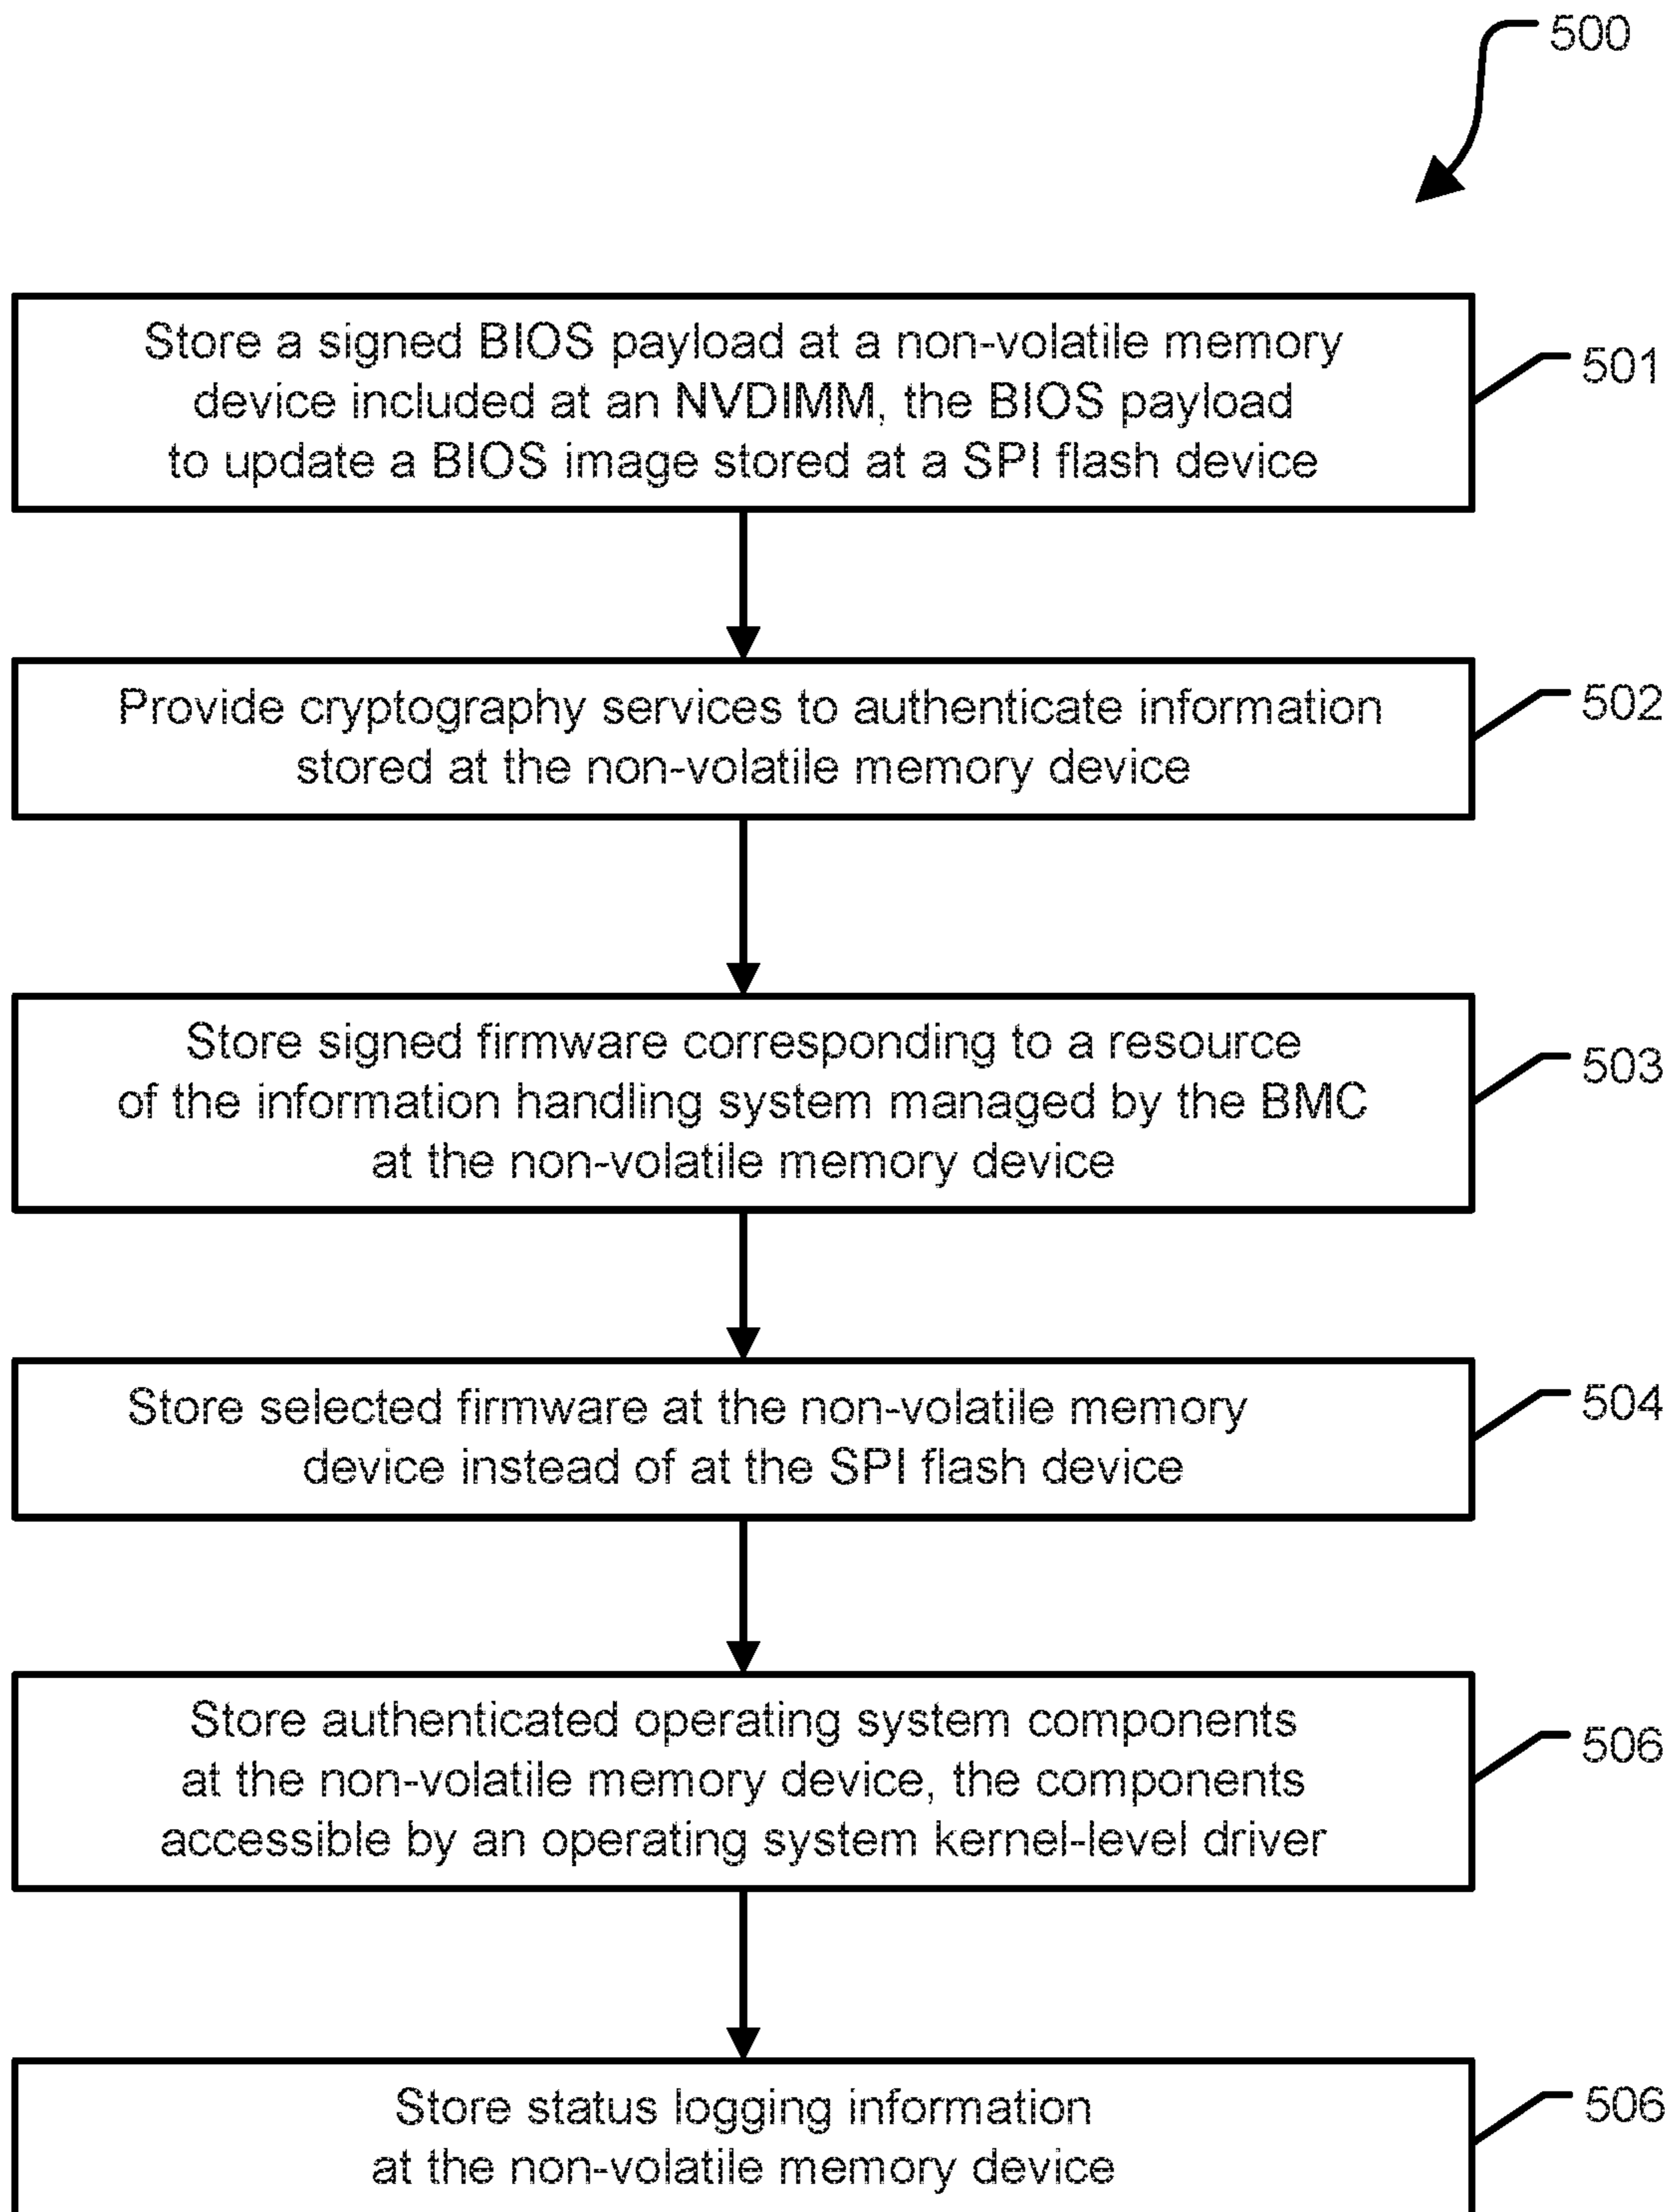 500
Store a signed BIOS payload at a non-volatile memory
device included at an NVDIMM, the BIOS payload
to update a BIOS image stored at a SPI flash device
501
Provide cryptography services to authenticate information
stored at the non-volatile memory device
502
Store signed firmware corresponding to a resource
of the information handling system managed by the BMC
at the non-volatile memory device
503
Store selected firmware at the non-volatile memory
device instead of at the SPI flash device
504
Store authenticated operating system components
at the non-volatile memory device, the components
accessible by an operating system kernel-level driver
506
Store status logging information
at the non-volatile memory device
506